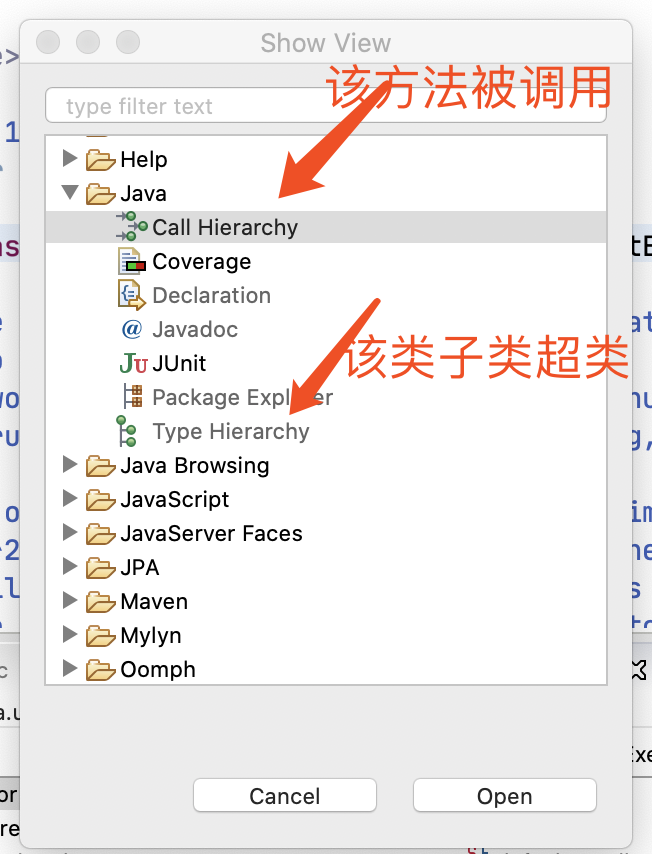 Show View
该方法被调用
type filter text
Help
Java
Call Hierarchy
Coverage
Declaration
@ Javadoc
JU JUnit
该类子类超类
Package Explorer
Type Hierarchy
Java Browsing
JavaScript
JavaServer Faces
JPA
Maven
Mylyn
Oomph
Cancel
Open